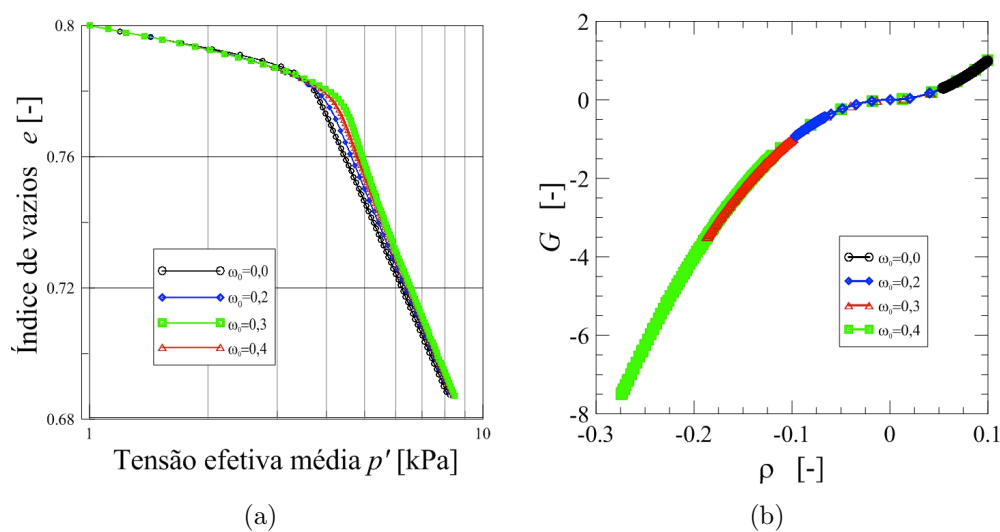 0.8
0.76
0.72
0.68
Índice de vazios e [-]
ω₀=0,0
ω₀=0,2
ω₀=0,3
ω₀=0,4
1
10
Tensão efetiva média p' [kPa]
(a)
2
0
-2
-4
-6
-8
G [-]
ω₀=0,0
ω₀=0,2
ω₀=0,3
ω₀=0,4
-0.3
-0.2
-0.1
0
0.1
ρ [-]
(b)